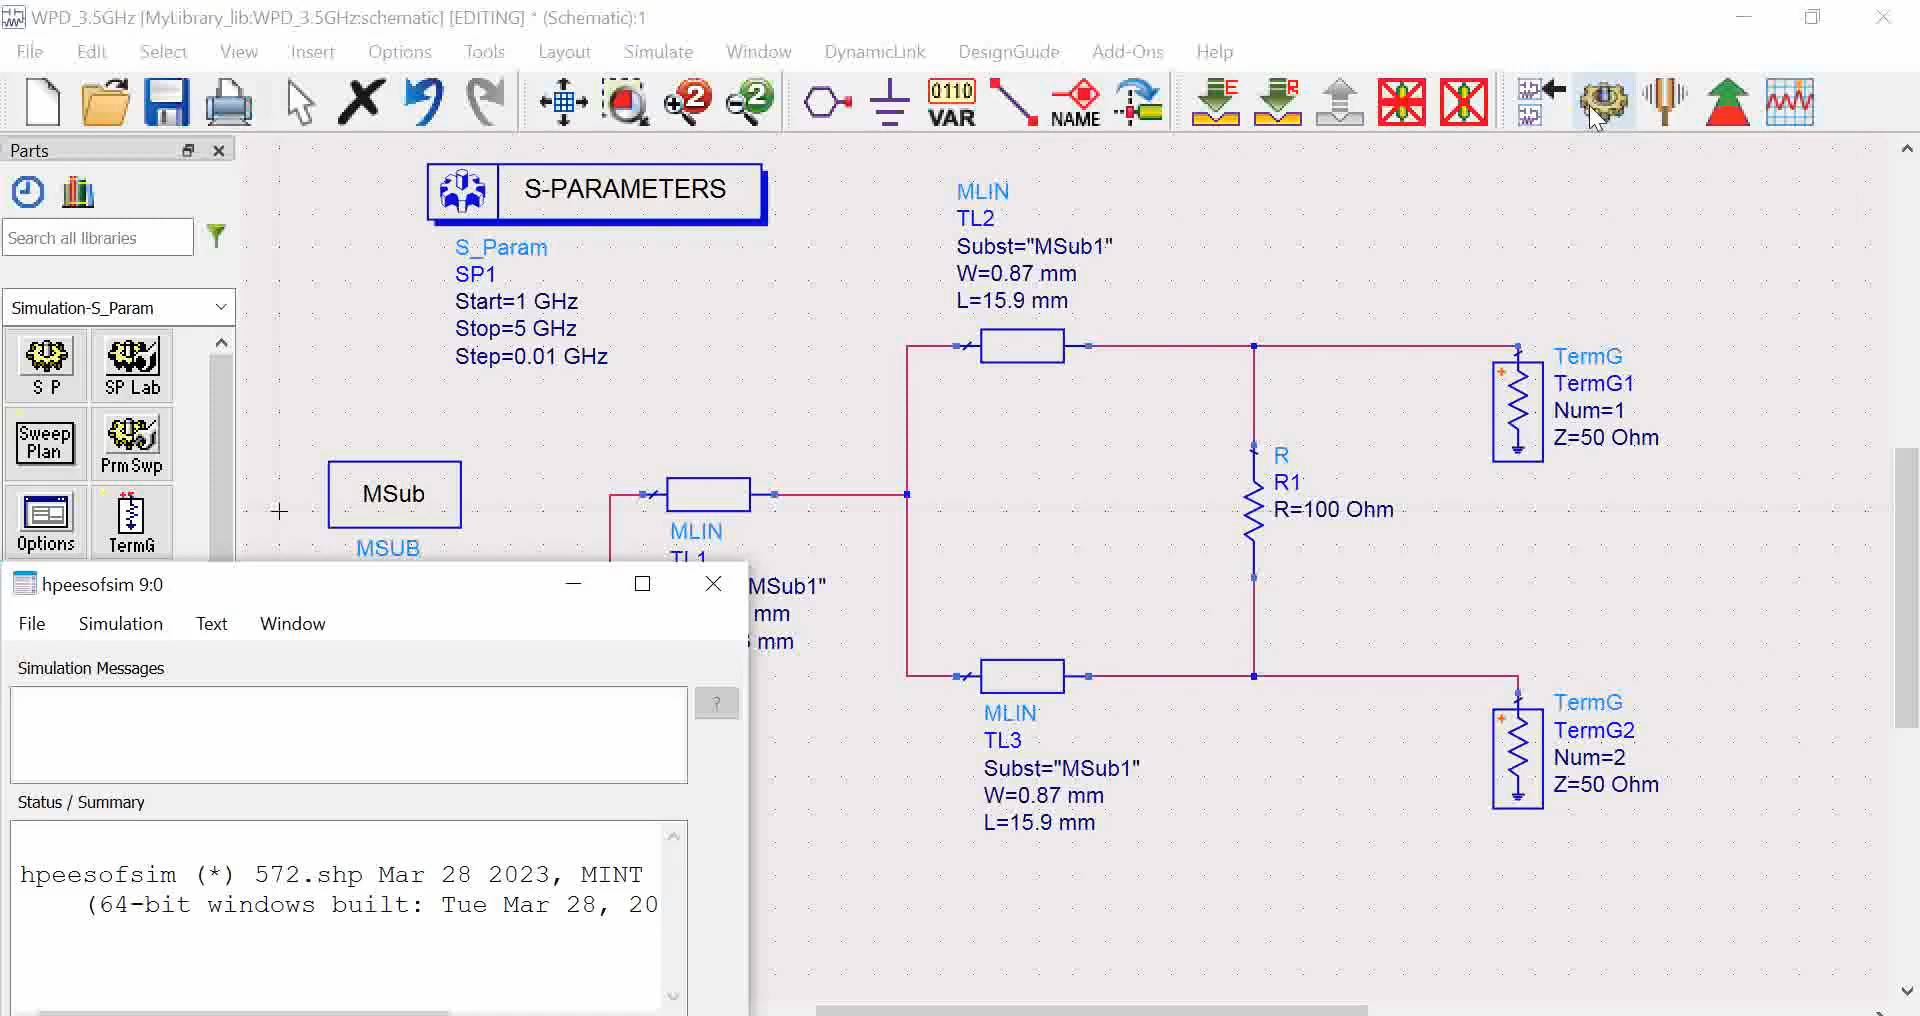 WPD_3.5GHz [MyLibrary_lib:WPD_3.5GHz:schematic] [EDITING] * (Schematic):1
File Edit Select View Insert Options Tools Layout Simulate Window DynamicLink DesignGuide Add-Ons Help
2 2 0110 VAR NAME E R
Parts
Search all libraries
Simulation-S_Param
S P
SP Lab
Sweep Plan
PrmSwp
Options
TermG
S-PARAMETERS
S_Param
SP1
Start=1 GHz
Stop=5 GHz
Step=0.01 GHz
MLIN
TL2
Subst="MSub1"
W=0.87 mm
L=15.9 mm
TermG
TermG1
Num=1
Z=50 Ohm
MSub
MSUB
MLIN
TL1
MSub1"
mm
mm
R
R1
R=100 Ohm
MLIN
TL3
Subst="MSub1"
W=0.87 mm
L=15.9 mm
TermG
TermG2
Num=2
Z=50 Ohm
hpeesofsim 9:0
File Simulation Text Window
Simulation Messages
?
Status / Summary
hpeesofsim (*) 572.shp Mar 28 2023, MINT
(64-bit windows built: Tue Mar 28, 20